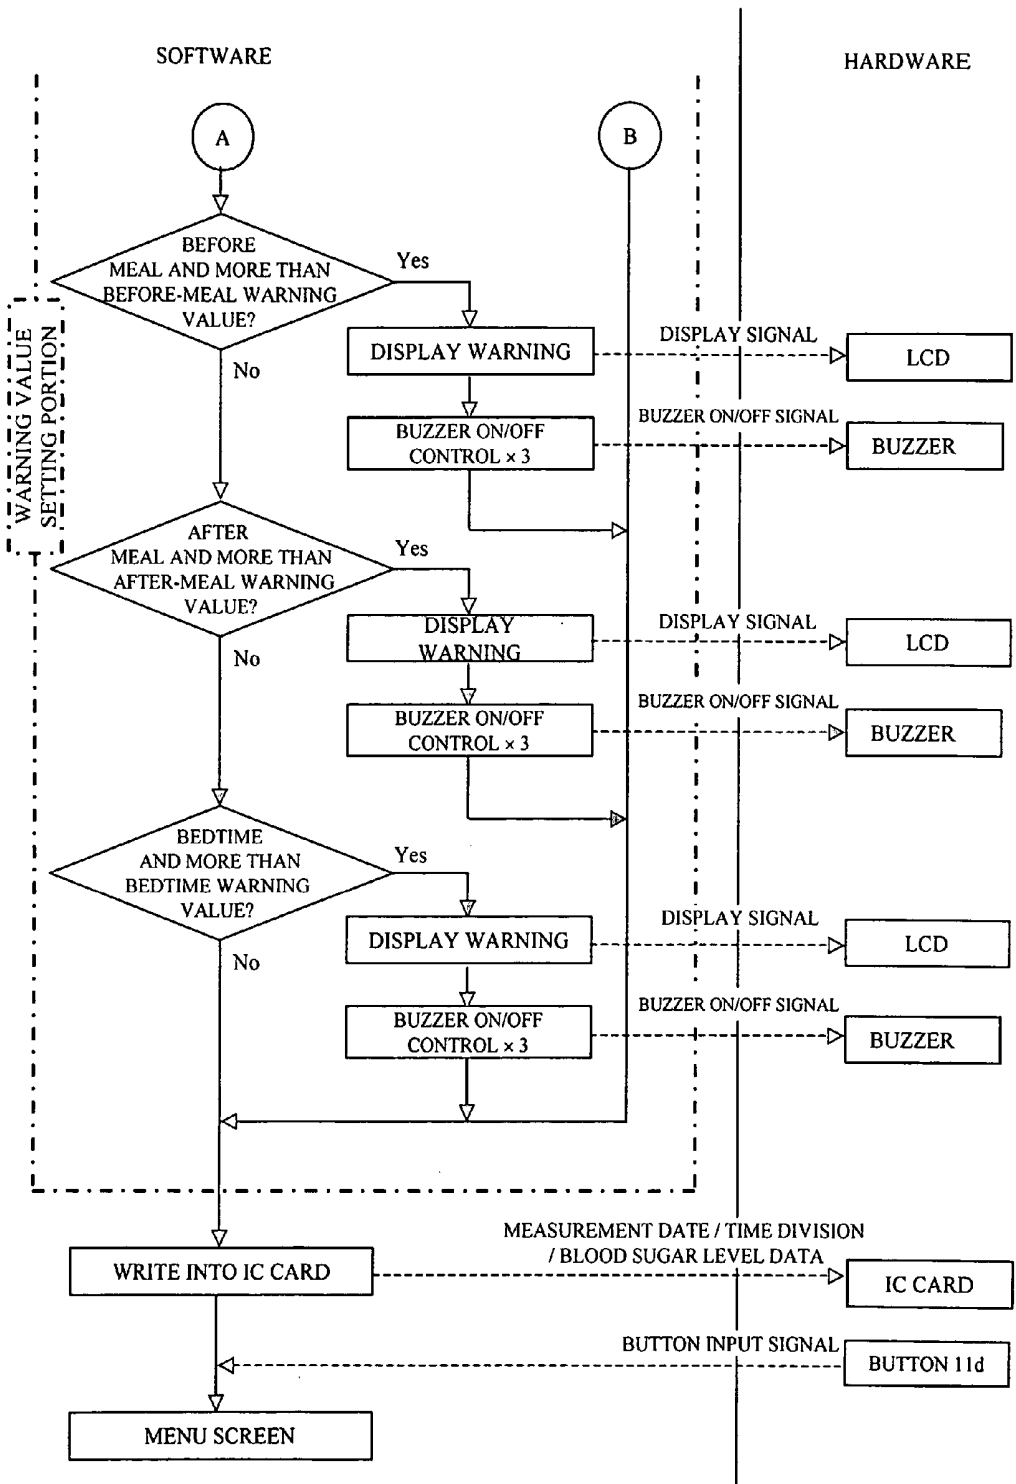 SOFTWARE
HARDWARE
A
B
BEFORE
MEAL AND MORE THAN
BEFORE-MEAL WARNING
VALUE?
Yes
No
DISPLAY WARNING
DISPLAY SIGNAL
LCD
BUZZER ON/OFF
CONTROL × 3
BUZZER ON/OFF SIGNAL
BUZZER
WARNING VALUE
SETTING PORTION
AFTER
MEAL AND MORE THAN
AFTER-MEAL WARNING
VALUE?
Yes
No
DISPLAY
WARNING
DISPLAY SIGNAL
LCD
BUZZER ON/OFF
CONTROL × 3
BUZZER ON/OFF SIGNAL
BUZZER
BEDTIME
AND MORE THAN
BEDTIME WARNING
VALUE?
Yes
No
DISPLAY WARNING
DISPLAY SIGNAL
LCD
BUZZER ON/OFF
CONTROL × 3
BUZZER ON/OFF SIGNAL
BUZZER
WRITE INTO IC CARD
MEASUREMENT DATE / TIME DIVISION
/ BLOOD SUGAR LEVEL DATA
IC CARD
BUTTON INPUT SIGNAL
BUTTON 11d
MENU SCREEN